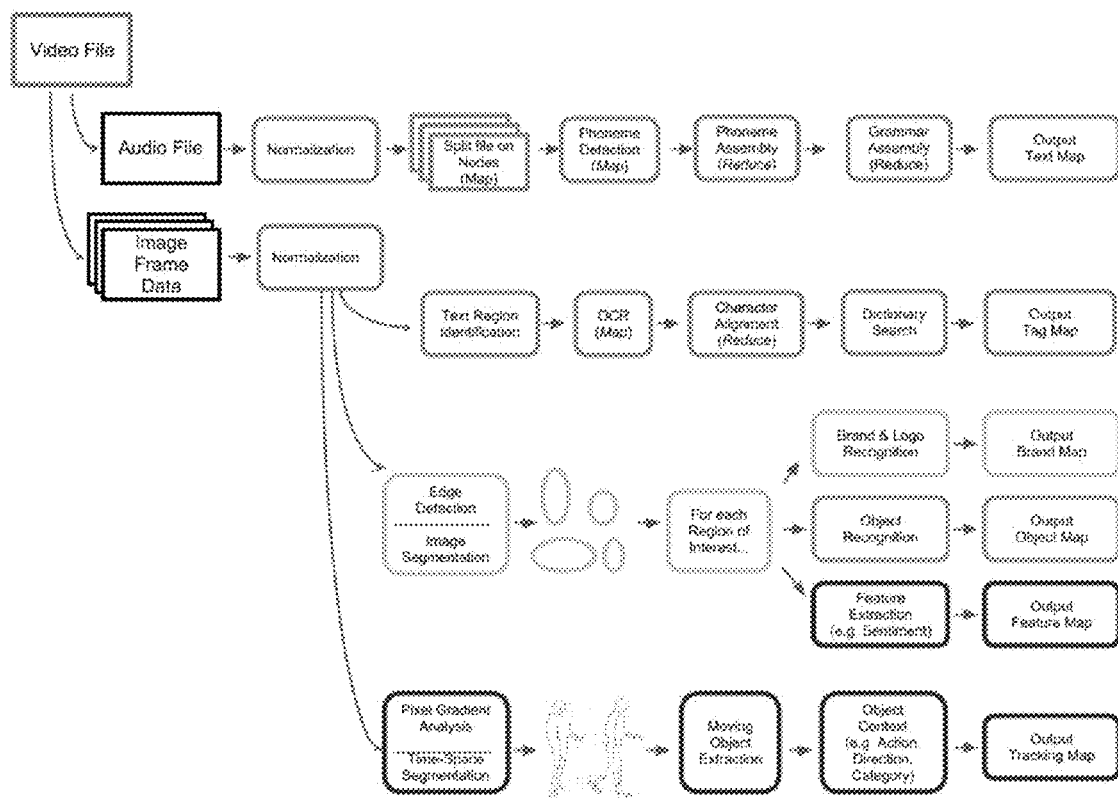 Video File
Audio File
Normalization
Split file on
Nodes
(Map)
Phoneme
Detection
(Map)
Phoneme
Assembly
(Reduce)
Grammar
Assembly
(Reduce)
Output
Text Map
Image
Frame
Data
Normalization
Text Region
Identification
OCR
(Map)
Character
Alignment
(Reduce)
Dictionary
Search
Output
Tag Map
Edge
Detection
Image
Segmentation
For each
Region of
Interest...
Brand & Logo
Recognition
Output
Brand Map
Object
Recognition
Output
Object Map
Feature
Extraction
(e.g. Sentiment)
Output
Feature Map
Pixel Gradient
Analysis
Time-Space
Segmentation
Moving
Object
Extraction
Object
Context
(e.g. Action,
Direction,
Category)
Output
Tracking Map